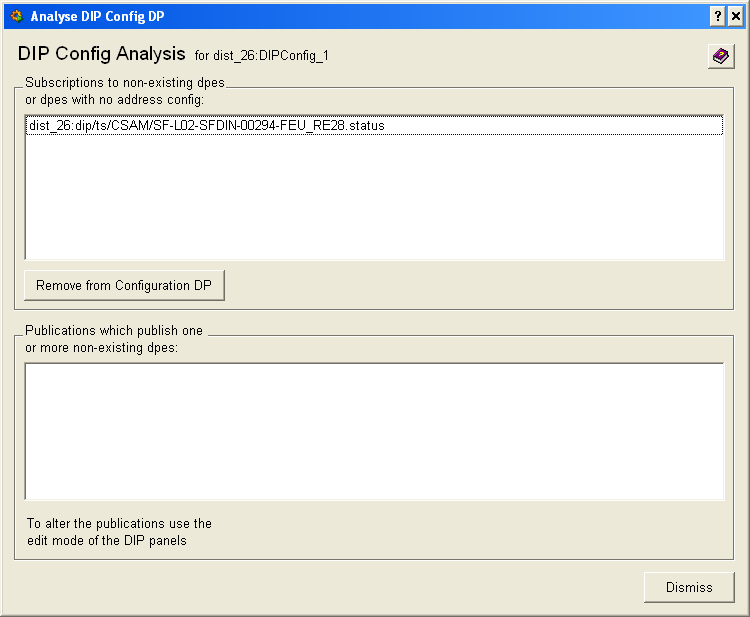 Analyse DIP Config DP
DIP Config Analysis for dist_26:DIPConfig_1
Subscriptions to non-existing dpes
or dpes with no address config:
dist_26:dip/ts/CSAM/SF-L02-SFDIN-00294-FEU_RE28.status
Remove from Configuration DP
Publications which publish one
or more non-existing dpes:
To alter the publications use the
edit mode of the DIP panels
Dismiss